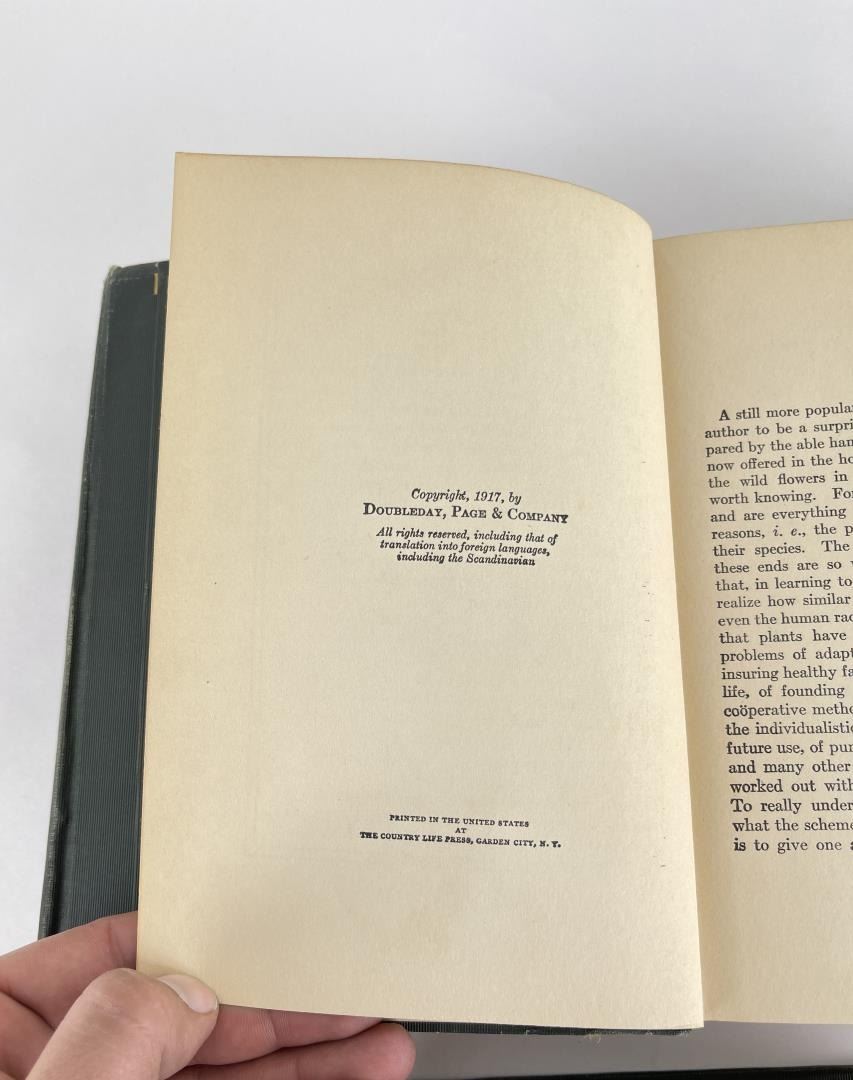 Copyright, 1917, by
DOUBLEDAY, PAGE & COMPANY
All rights reserved, including that of
translation into foreign languages,
including the Scandinavian
PRINTED IN THE UNITED STATES
AT
THE COUNTRY LIFE PRESS, GARDEN CITY, N. Y.
A still more popula
author to be a surpri
pared by the able han
now offered in the ho
the wild flowers in
worth knowing. For
and are everything
reasons, i. e., the p
their species. The
these ends are so
that, in learning to
realize how similar
even the human rac
that plants have
problems of adapt
insuring healthy fa
life, of founding
coöperative metho
the individualistic
future use, of pur
and many other
worked out with
To really under
what the scheme
is to give one a